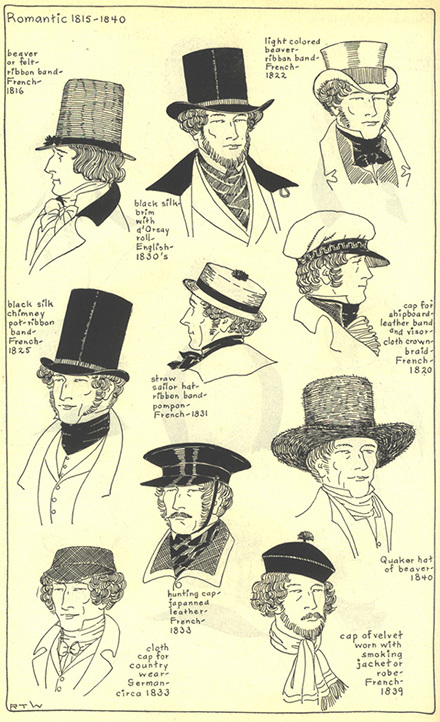 Romantic 1815-1840
beaver
or felt-
ribbon band-
French-
1816
light colored
beaver-
ribbon band-
French-
1822
black silk-
brim
with
d'Orsay
roll-
English-
1830's
black silk
chimney
pot-ribbon
band-
French-
1825
straw
sailor hat-
ribbon band-
pompon-
French-1831
cap for
shipboard-
leather band
and visor-
cloth crown-
braid-
French-
1820
Quaker hat
of beaver-
1840
hunting cap-
japanned
leather-
French-
1833
cloth
cap for
country
wear-
German-
circa 1833
cap of velvet
worn with
smoking
jacket or
robe-
French-
1839
RTW